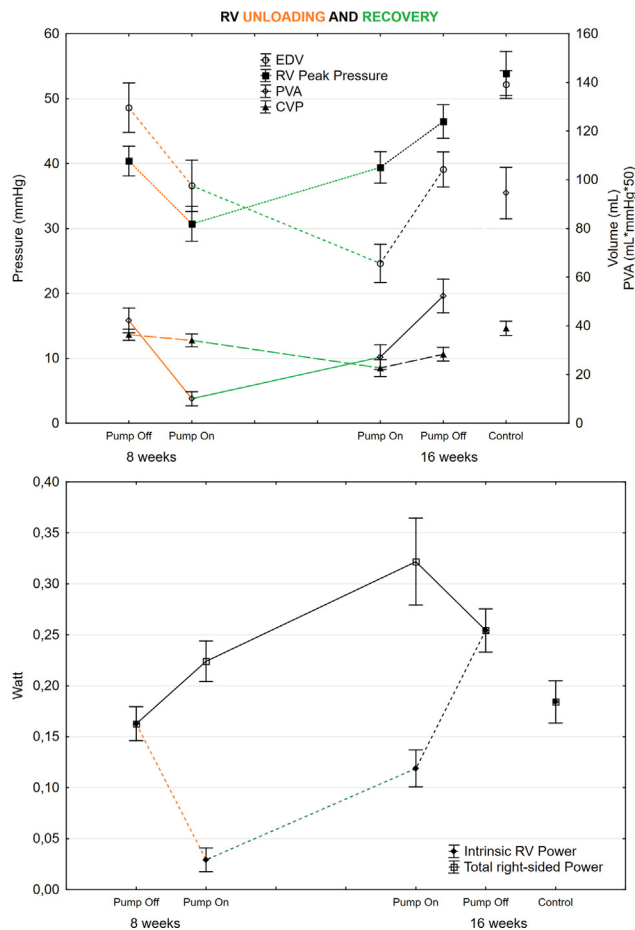 RV UNLOADING AND RECOVERY
60
50
40
30
20
10
0
Pressure (mmHg)
160
140
120
100
80
60
40
20
0
Volume (mL)
PVA (mL*mmHg*50)
EDV
RV Peak Pressure
PVA
CVP
Pump Off Pump On Pump On Pump Off Control
8 weeks 16 weeks
0,40
0,35
0,30
0,25
0,20
0,15
0,10
0,05
0,00
Watt
Intrinsic RV Power
Total right-sided Power
Pump Off Pump On Pump On Pump Off Control
8 weeks 16 weeks